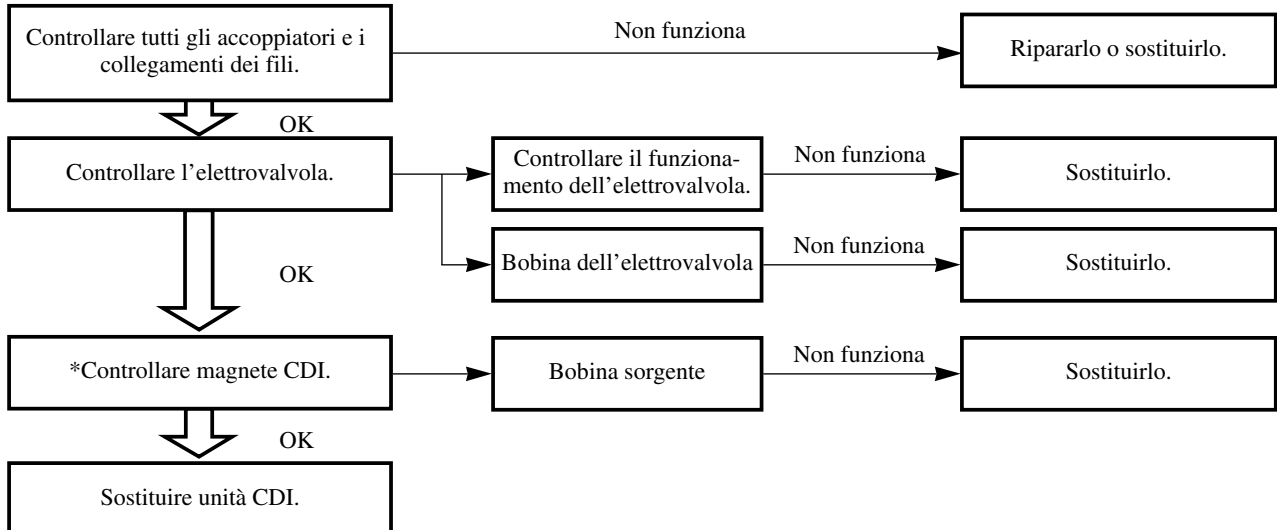 Controllare tutti gli accoppiatori e i
collegamenti dei fili.
Non funziona
Ripararlo o sostituirlo.
OK
Controllare l'elettrovalvola.
Controllare il funziona-
mento dell'elettrovalvola.
Non funziona
Sostituirlo.
Bobina dell'elettrovalvola
Non funziona
Sostituirlo.
OK
*Controllare magnete CDI.
Bobina sorgente
Non funziona
Sostituirlo.
OK
Sostituire unità CDI.